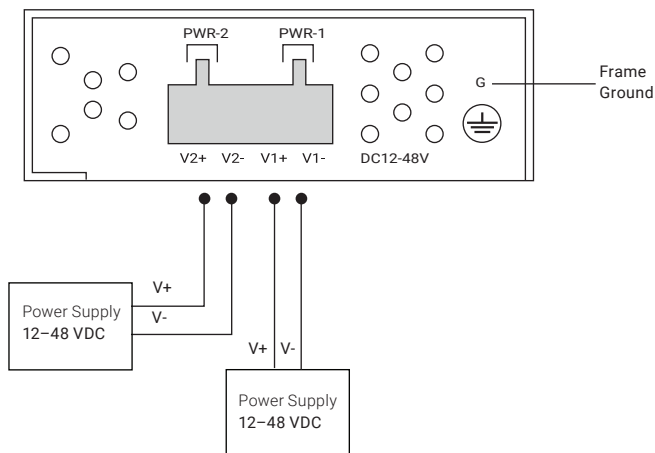 PWR-2 PWR-1
G
Frame
Ground
V2+ V2- V1+ V1- DC12-48V
V+
Power Supply
12–48 VDC
V-
V+ V-
Power Supply
12–48 VDC